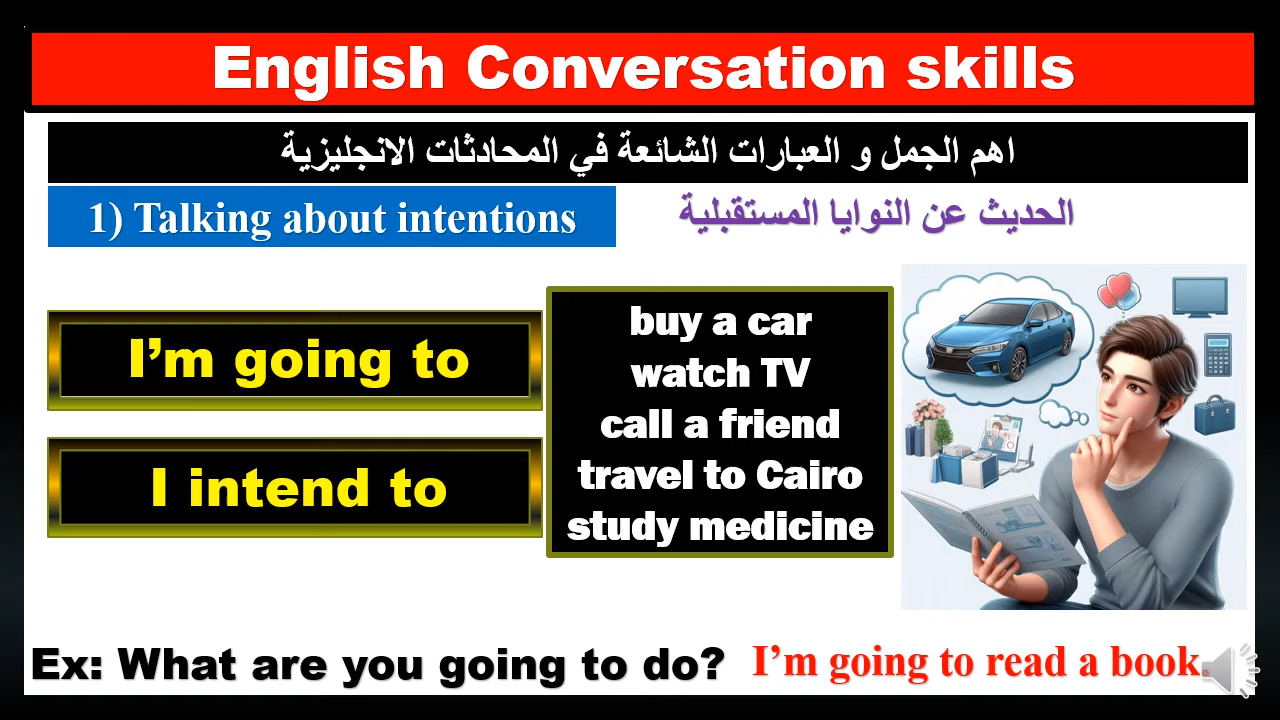 English Conversation skills
اهم الجمل و العبارات الشائعة في المحادثات الانجليزية
1) Talking about intentions
الحديث عن النوايا المستقبلية
I’m going to
I intend to
buy a car
watch TV
call a friend
travel to Cairo
study medicine
Ex: What are you going to do?
I’m going to read a book.